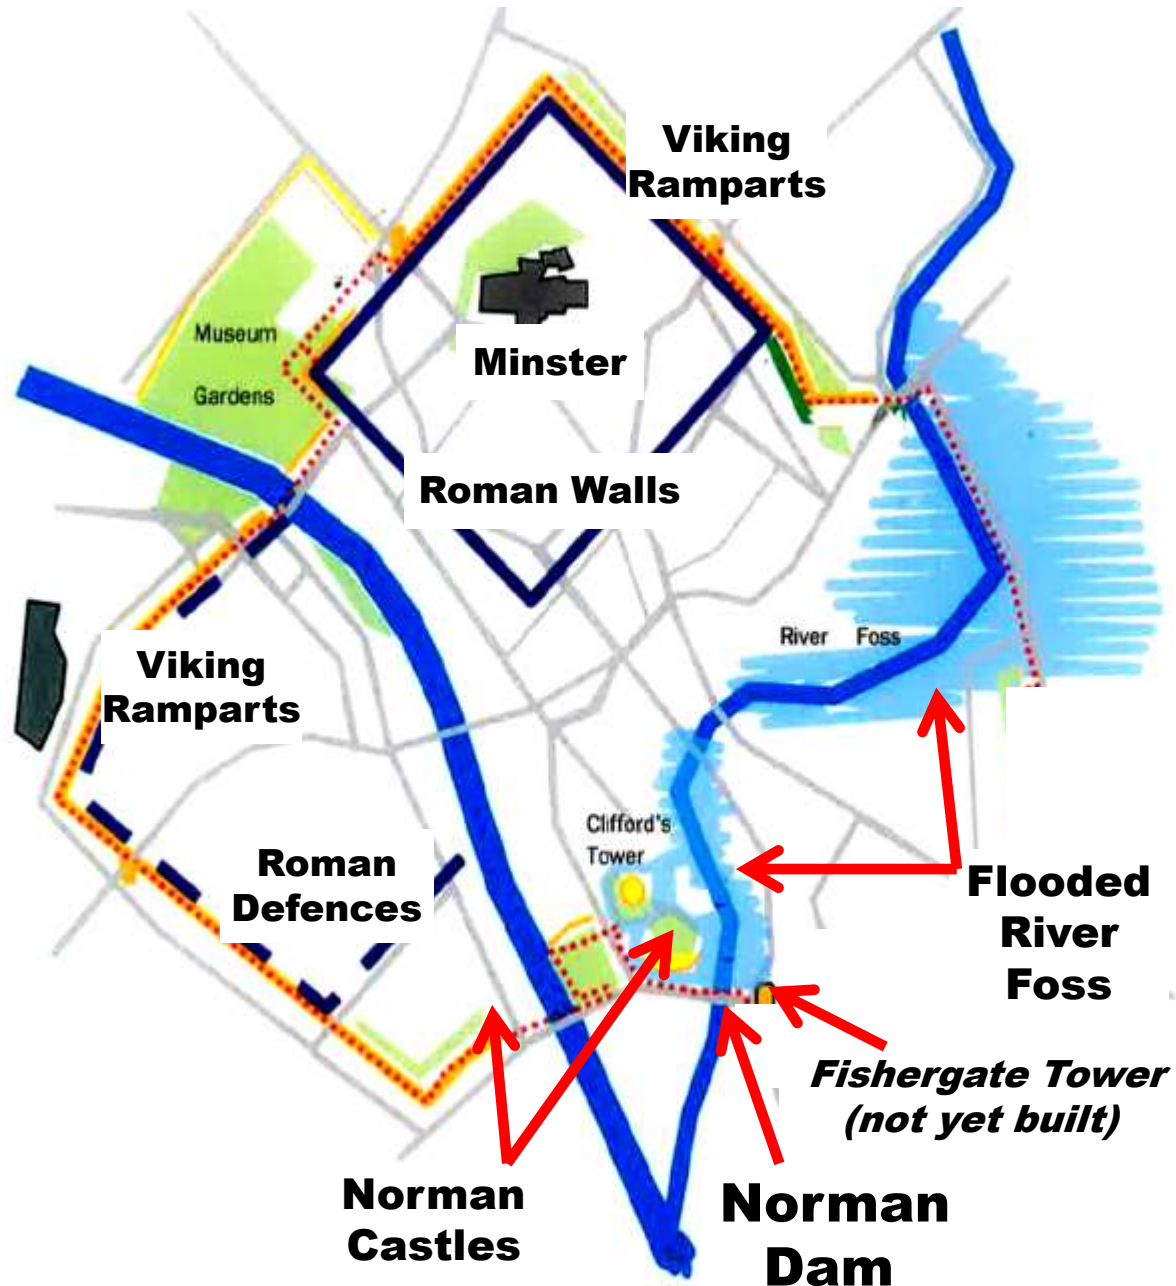 Viking
Ramparts
Museum
Gardens
Minster
Roman Walls
River Foss
Viking
Ramparts
Clifford's
Tower
Roman
Defences
Flooded
River
Foss
Fishergate Tower
(not yet built)
Norman
Castles
Norman
Dam